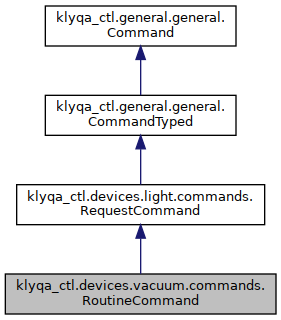 klyqa_ctl.general.general.
Command
klyqa_ctl.general.general.
CommandTyped
klyqa_ctl.devices.light.commands.
RequestCommand
klyqa_ctl.devices.vacuum.commands.
RoutineCommand